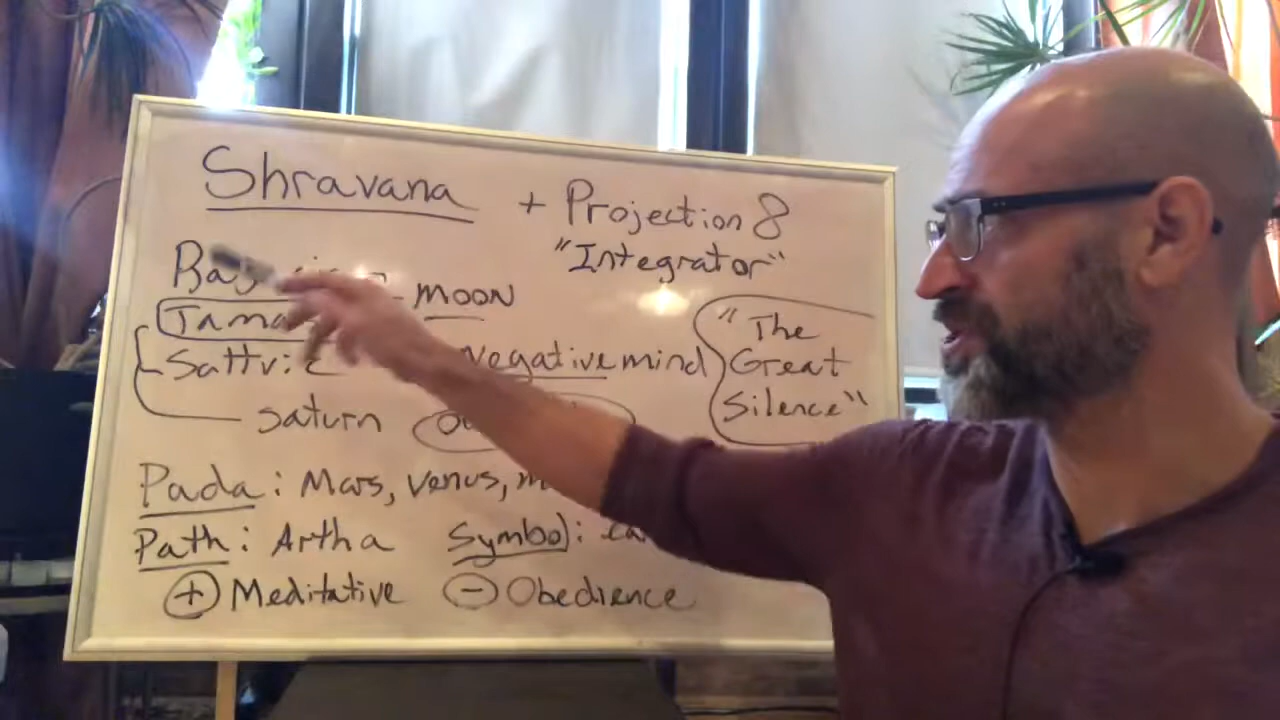 Shravana
+ Projection 8
"Integrator"
moon
Sattvic
negative mind
"The
Great
Silence"
saturn
Pada: Mars, Venus,
Path: Artha
Symbol:
+ Meditative
- Obedience